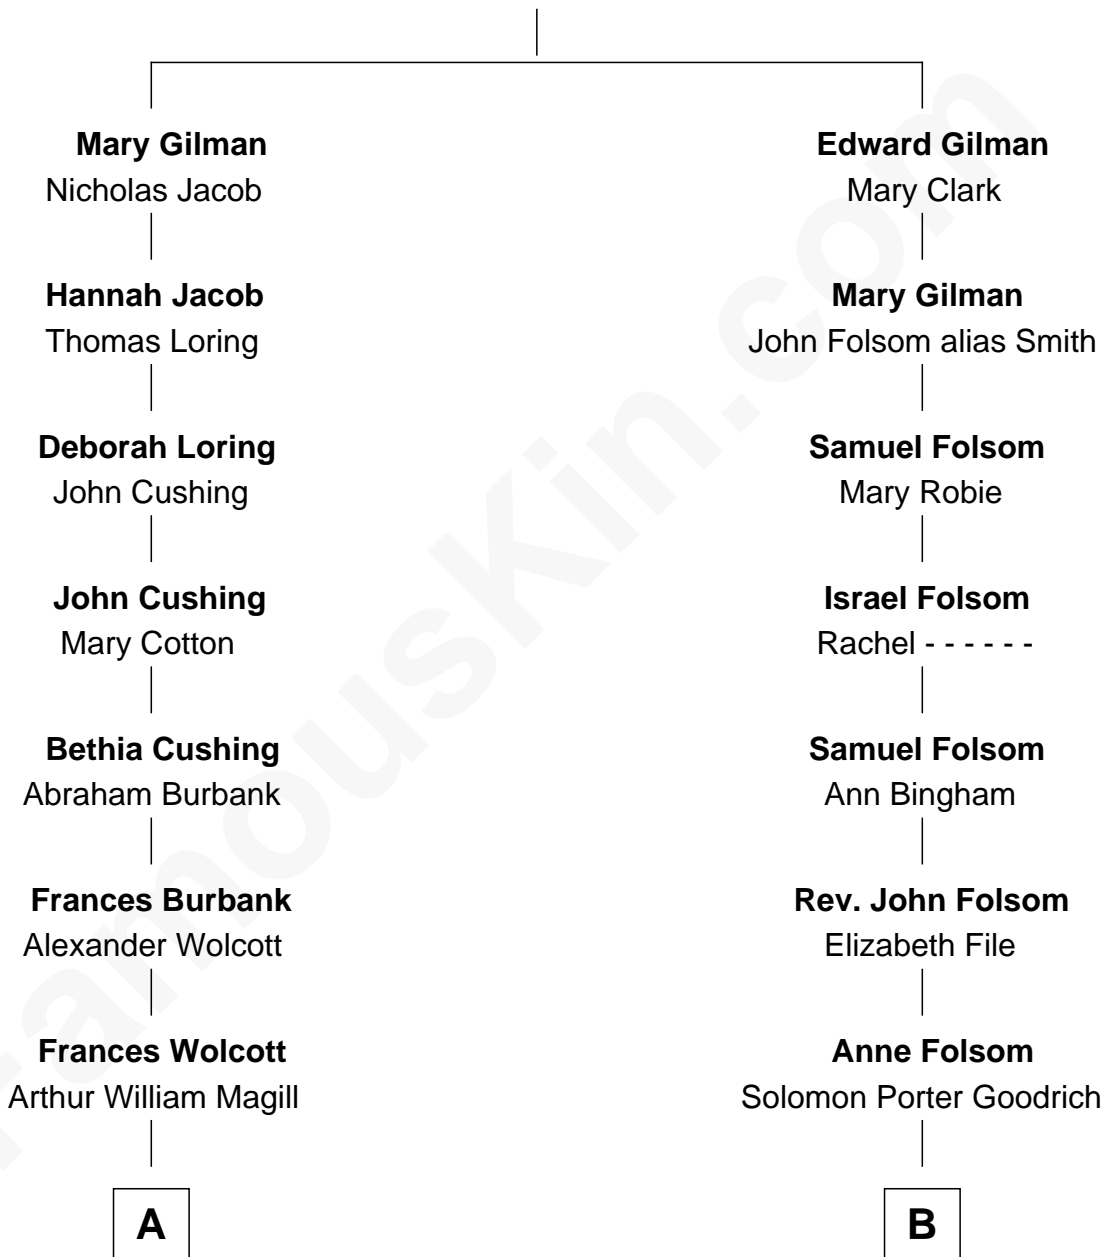 Mary Gilman
Nicholas Jacob
Edward Gilman
Mary Clark
Hannah Jacob
Thomas Loring
Mary Gilman
John Folsom alias Smith
Deborah Loring
John Cushing
Samuel Folsom
Mary Robie
John Cushing
Mary Cotton
Israel Folsom
Rachel - - - - - -
Bethia Cushing
Abraham Burbank
Samuel Folsom
Ann Bingham
Frances Burbank
Alexander Wolcott
Rev. John Folsom
Elizabeth File
Frances Wolcott
Arthur William Magill
Anne Folsom
Solomon Porter Goodrich
A
B
FamousKin.com